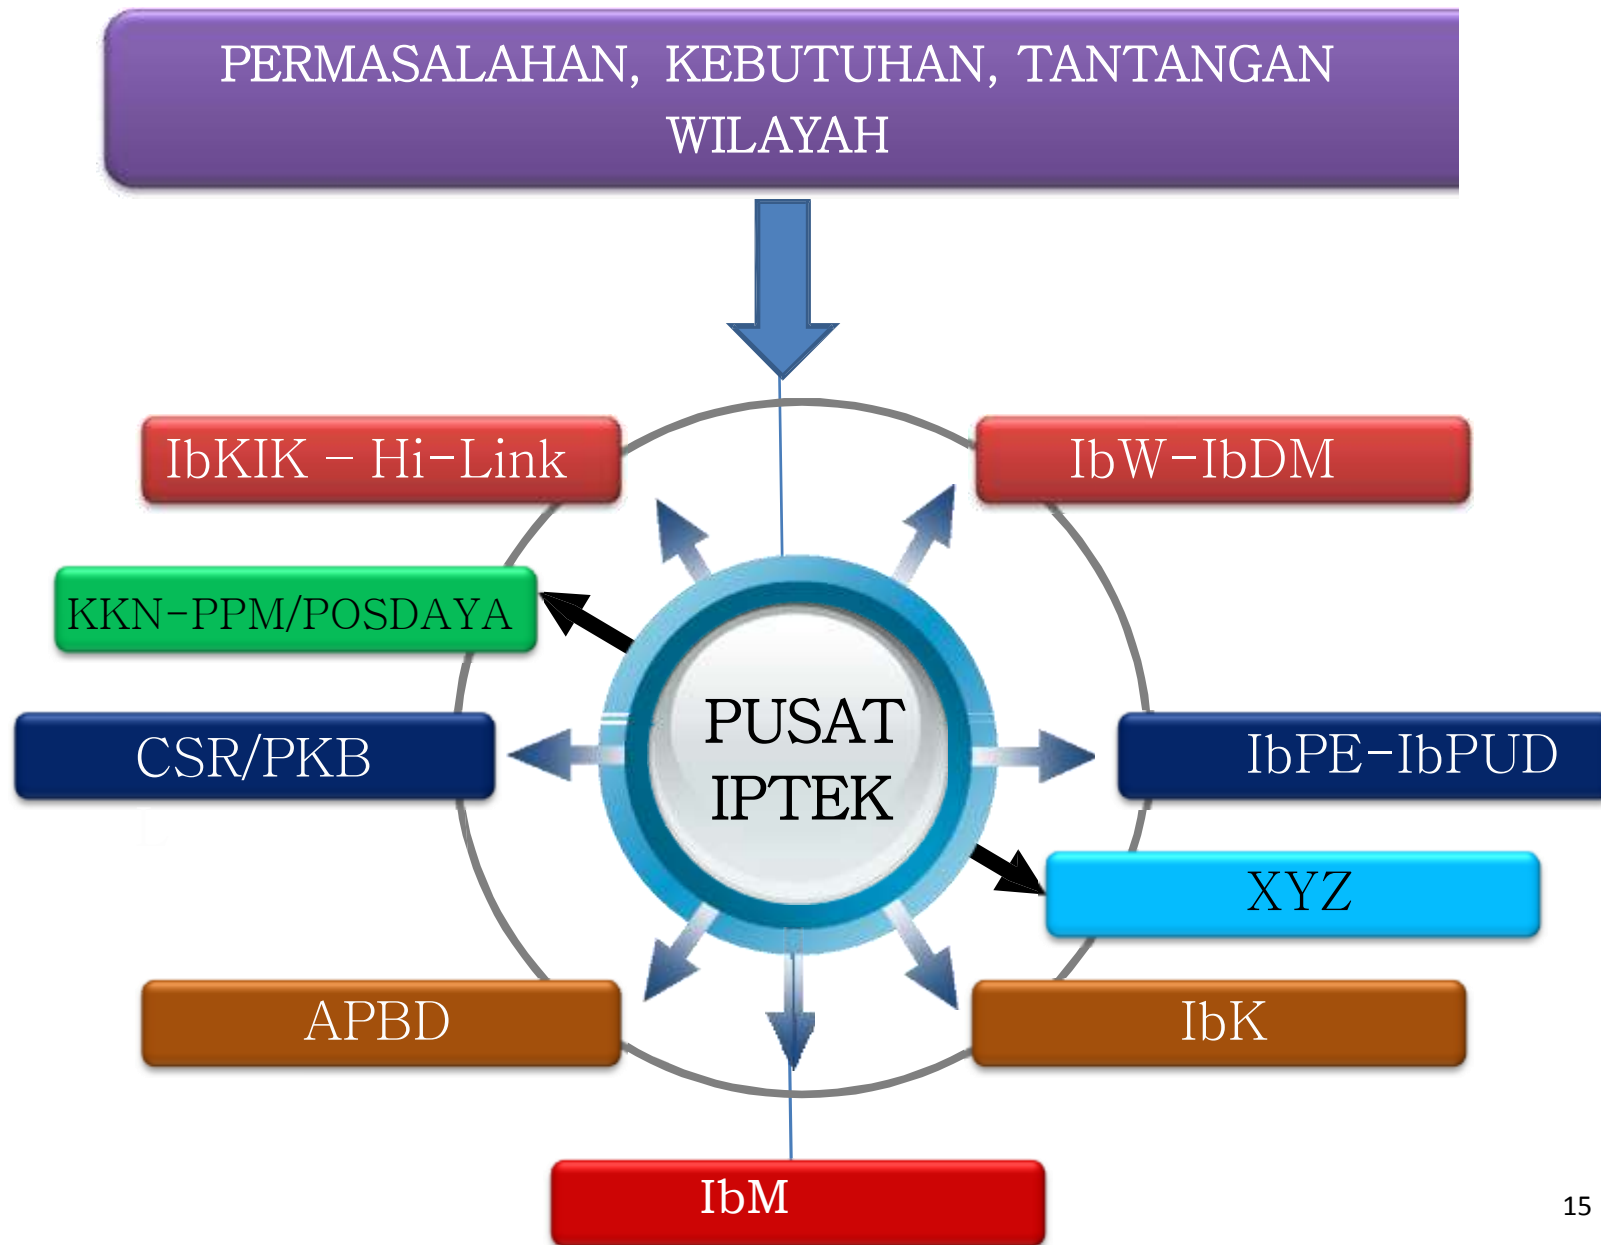 PERMASALAHAN, KEBUTUHAN, TANTANGAN
WILAYAH
IbKIK – Hi-Link
IbW-IbDM
KKN-PPM/POSDAYA
PUSAT
IPTEK
CSR/PKB
IbPE-IbPUD
XYZ
APBD
IbK
IbM
15